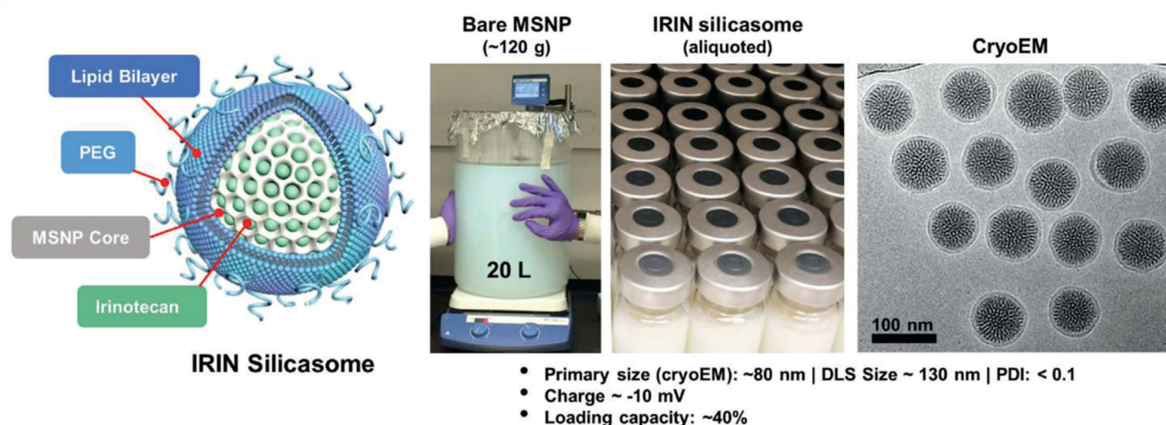 Lipid Bilayer
PEG
MSNP Core
Irinotecan
IRIN Silicasome
Bare MSNP
(~120 g)
20 L
IRIN silicasome
(aliquoted)
CryoEM
100 nm
• Primary size (cryoEM): ~80 nm | DLS Size ~ 130 nm | PDI: < 0.1
• Charge ~ -10 mV
• Loading capacity: ~40%